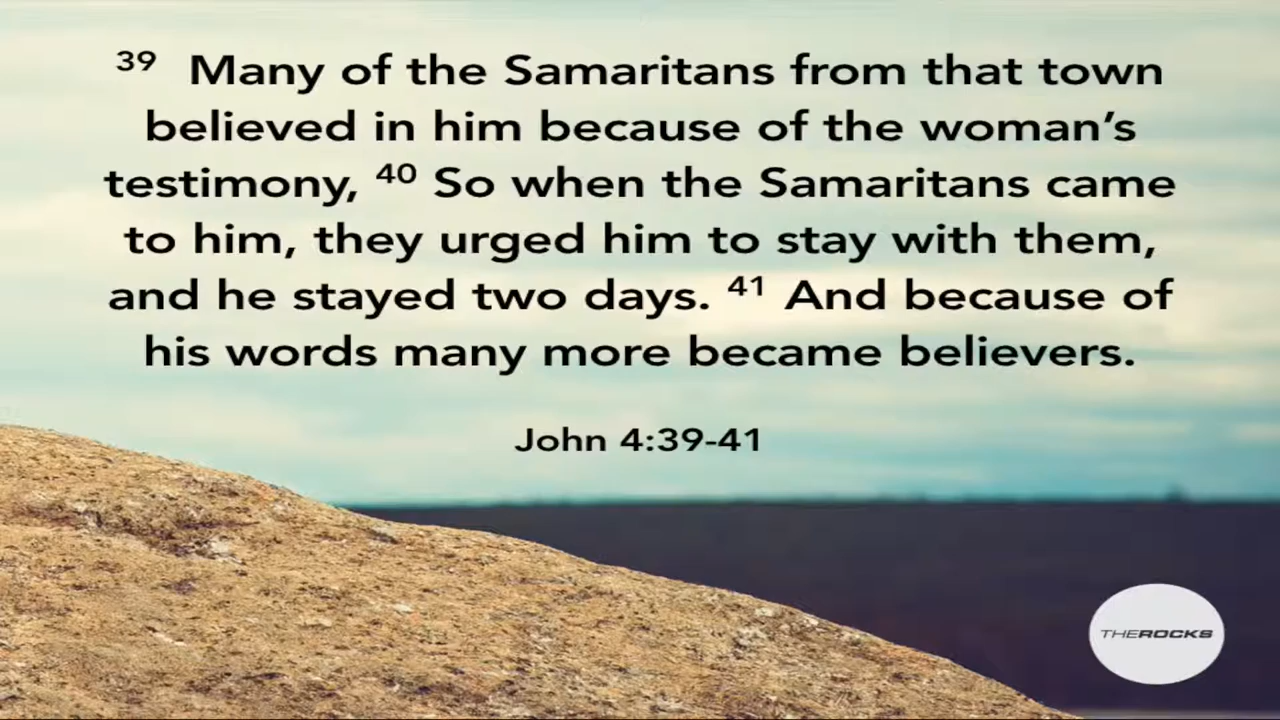 39 Many of the Samaritans from that town
believed in him because of the woman’s
testimony, 40 So when the Samaritans came
to him, they urged him to stay with them,
and he stayed two days. 41 And because of
his words many more became believers.
John 4:39-41
THEROCKS